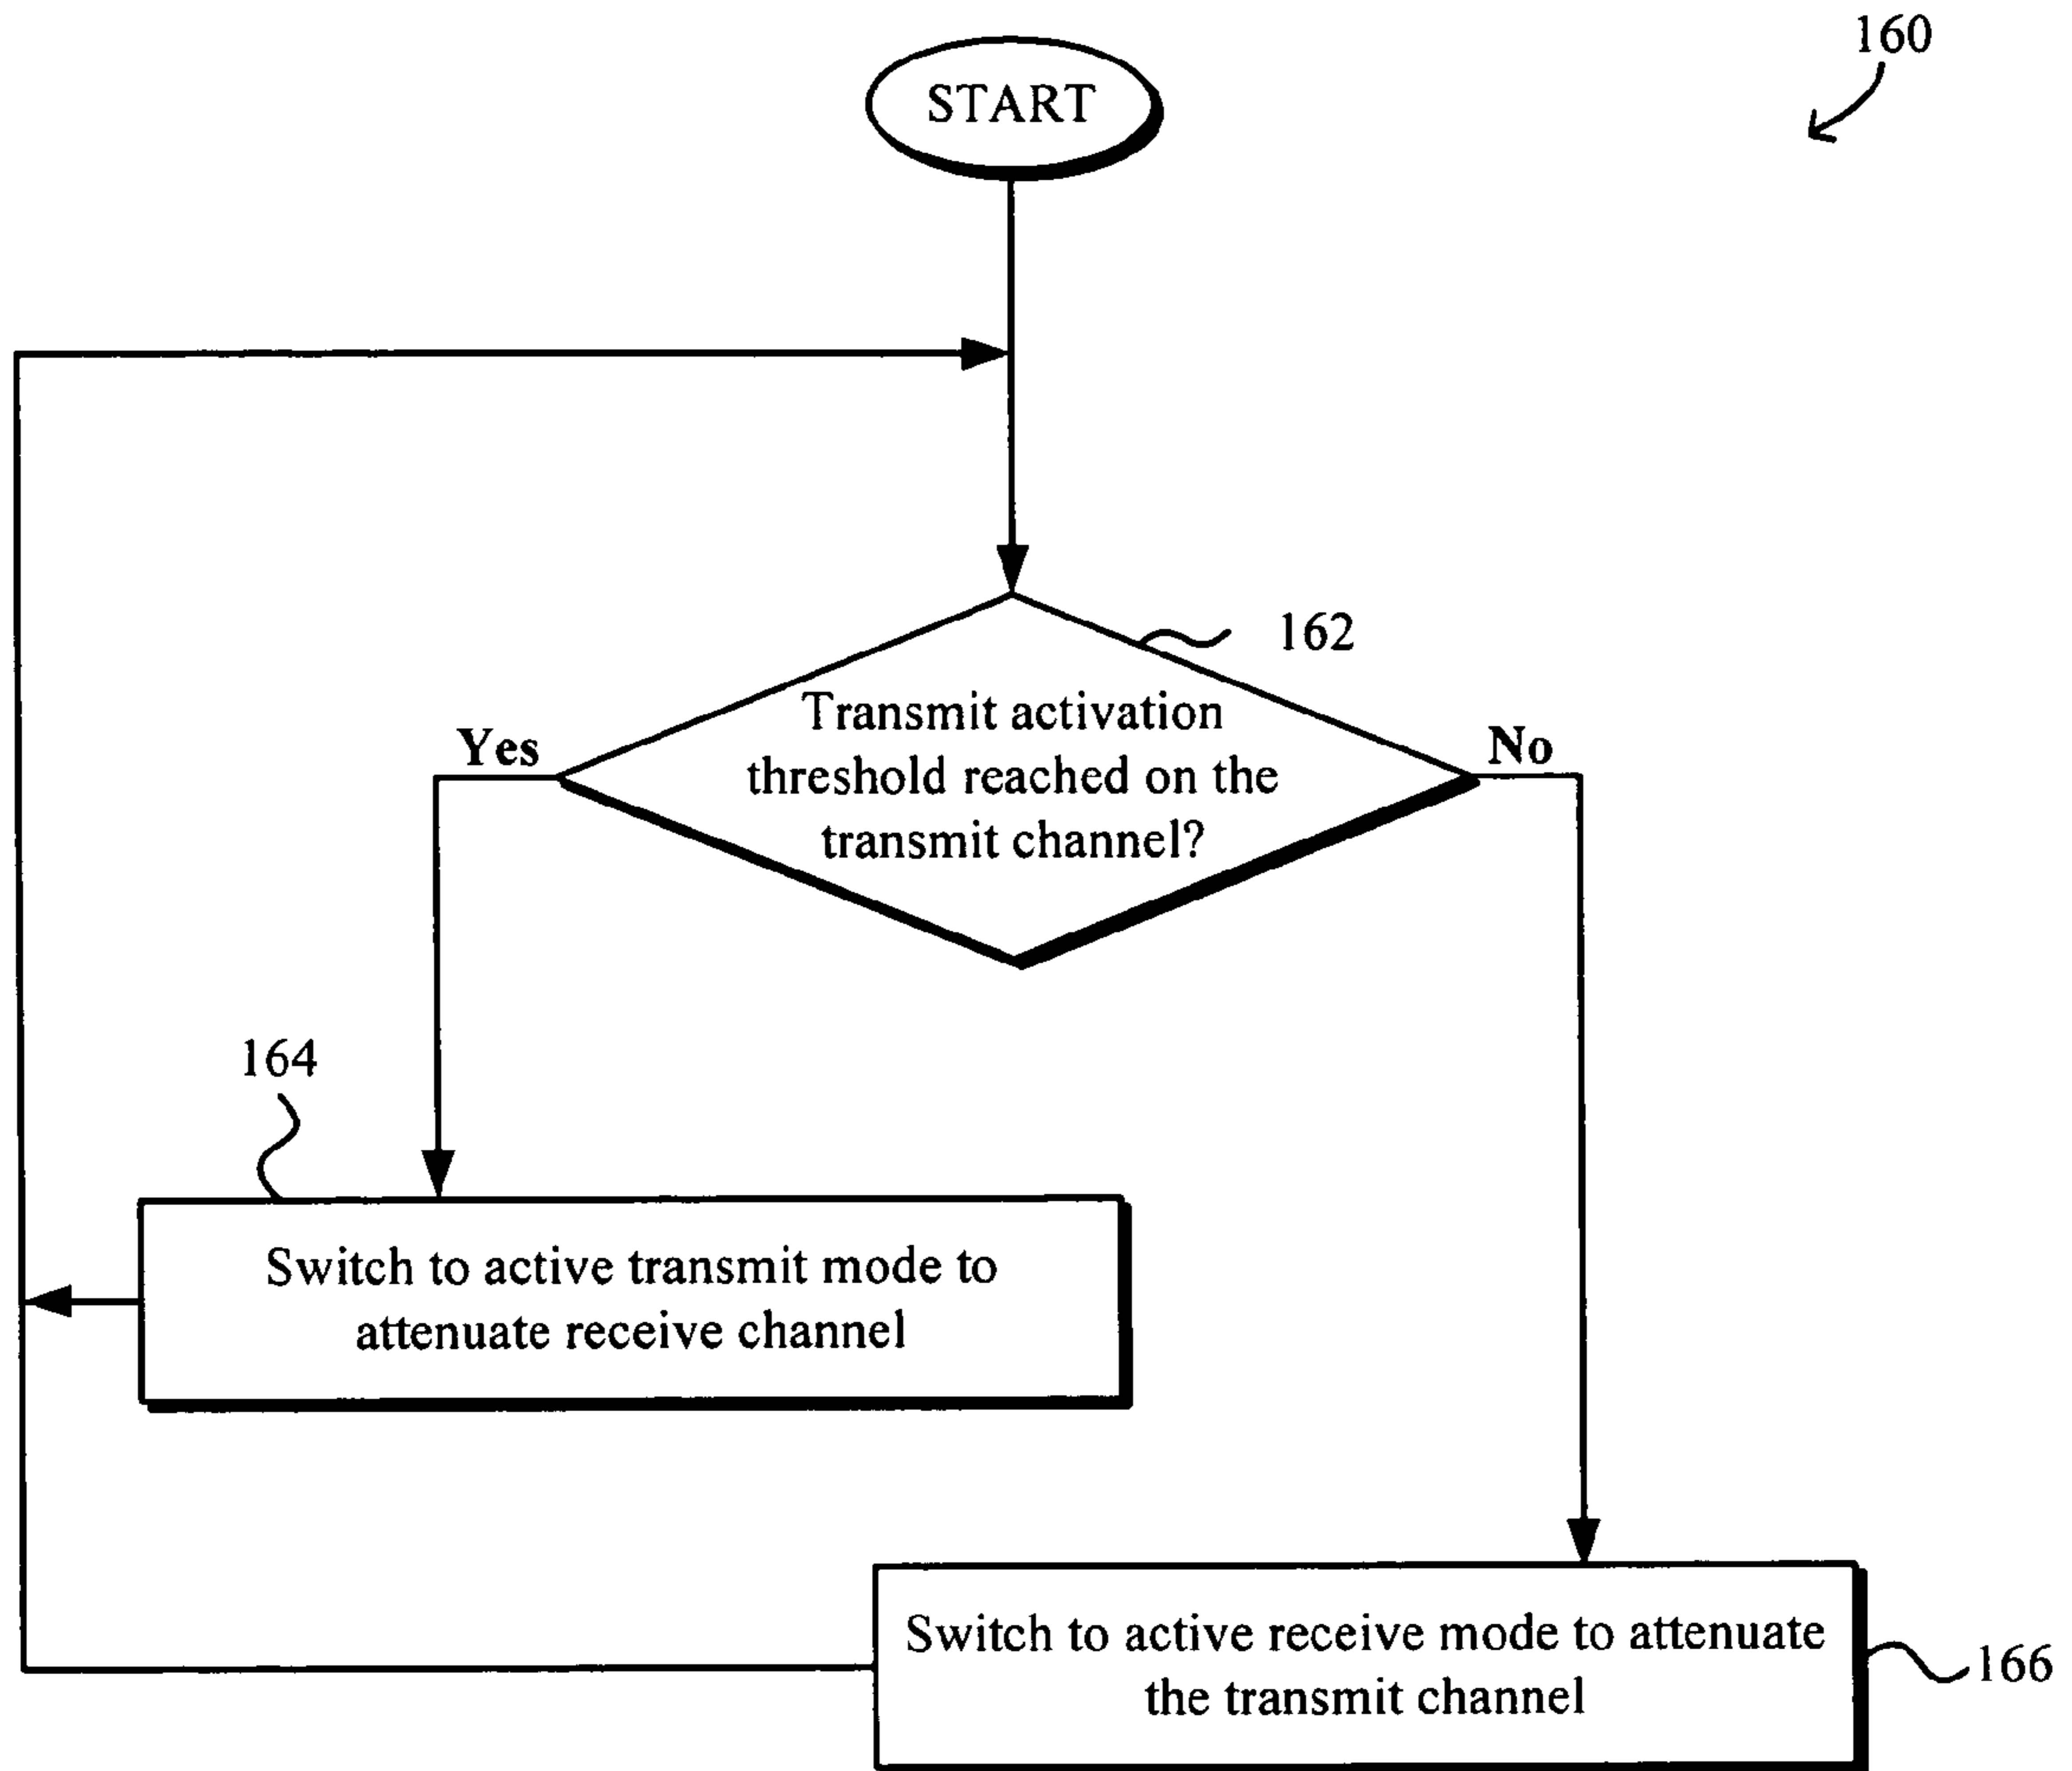 160
START
162
Transmit activation
threshold reached on the
transmit channel?
Yes
No
164
Switch to active transmit mode to
attenuate receive channel
Switch to active receive mode to attenuate
the transmit channel
166